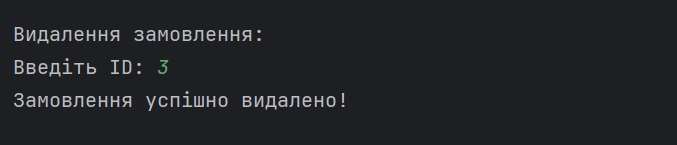 Видалення замовлення:
Введіть ID: 3
Замовлення успішно видалено!